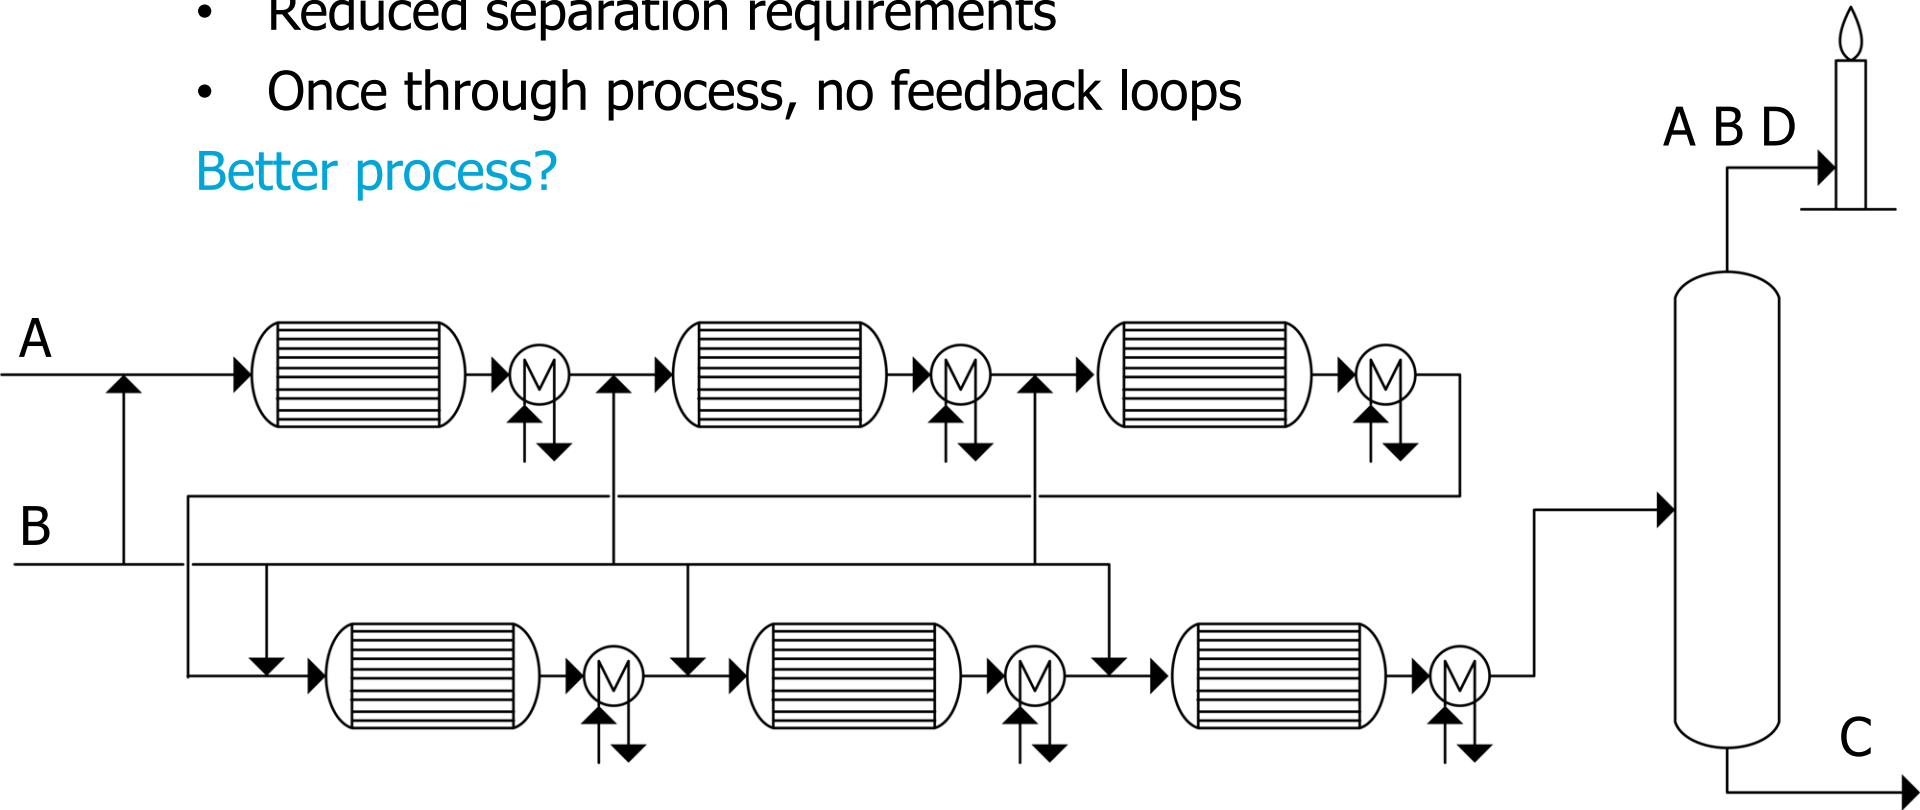 • Reduced separation requirements
• Once through process, no feedback loops
Better process?
A B D
A
B
C